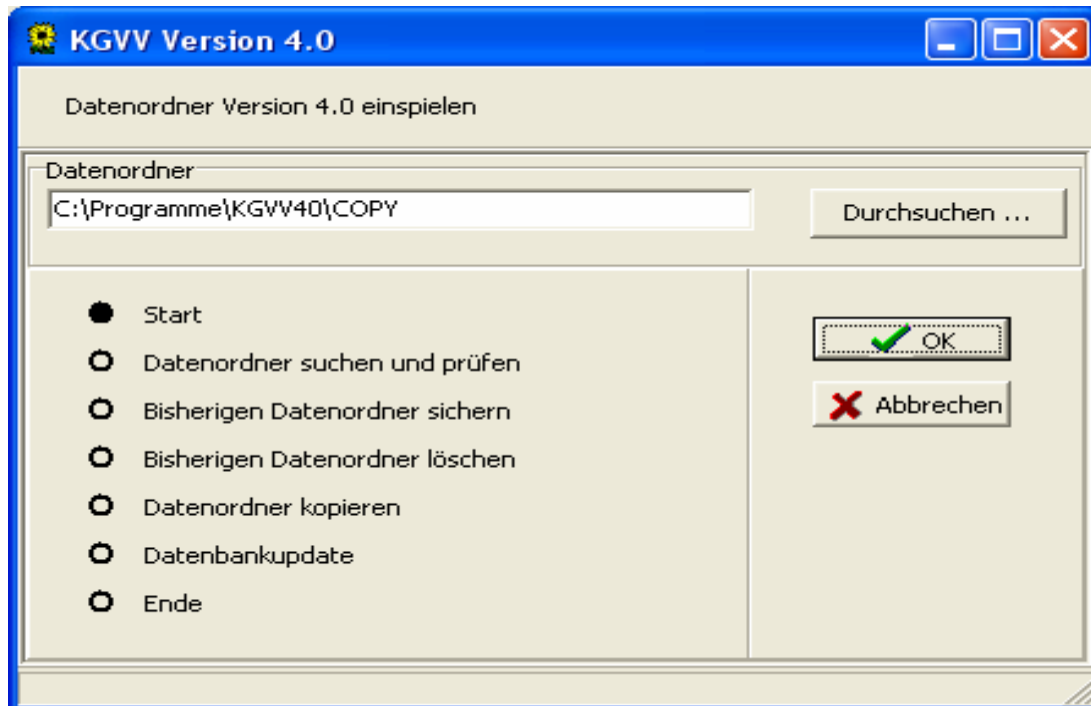 KGVV Version 4.0
Datenordner Version 4.0 einspielen
Datenordner
C:\Programme\KGVV40\COPY
Durchsuchen ...
Start
Datenordner suchen und prüfen
Bisherigen Datenordner sichern
Bisherigen Datenordner löschen
Datenordner kopieren
Datenbankupdate
Ende
OK
Abbrechen